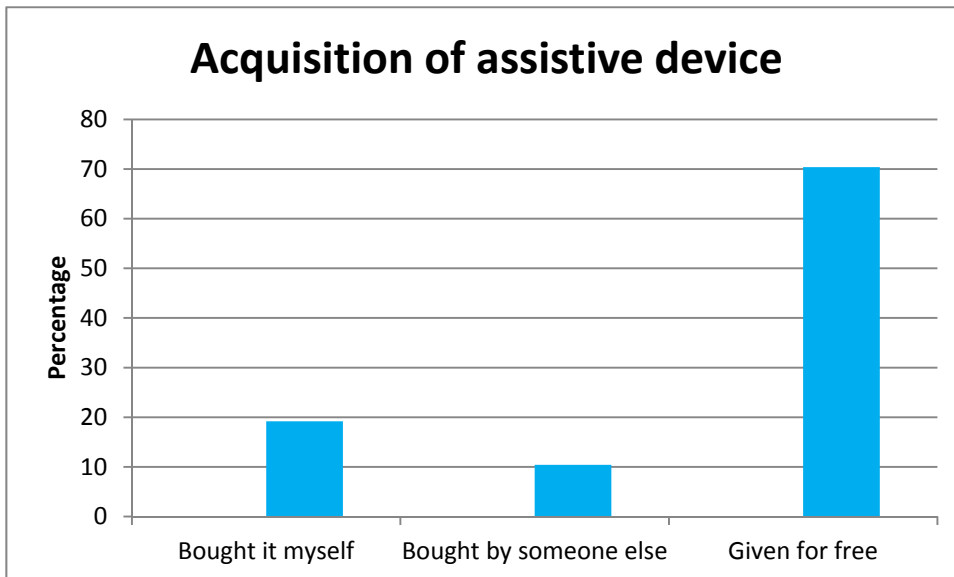 Acquisition of assistive device
80
70
60
50
40
30
20
10
0
Percentage
Bought it myself
Bought by someone else
Given for free